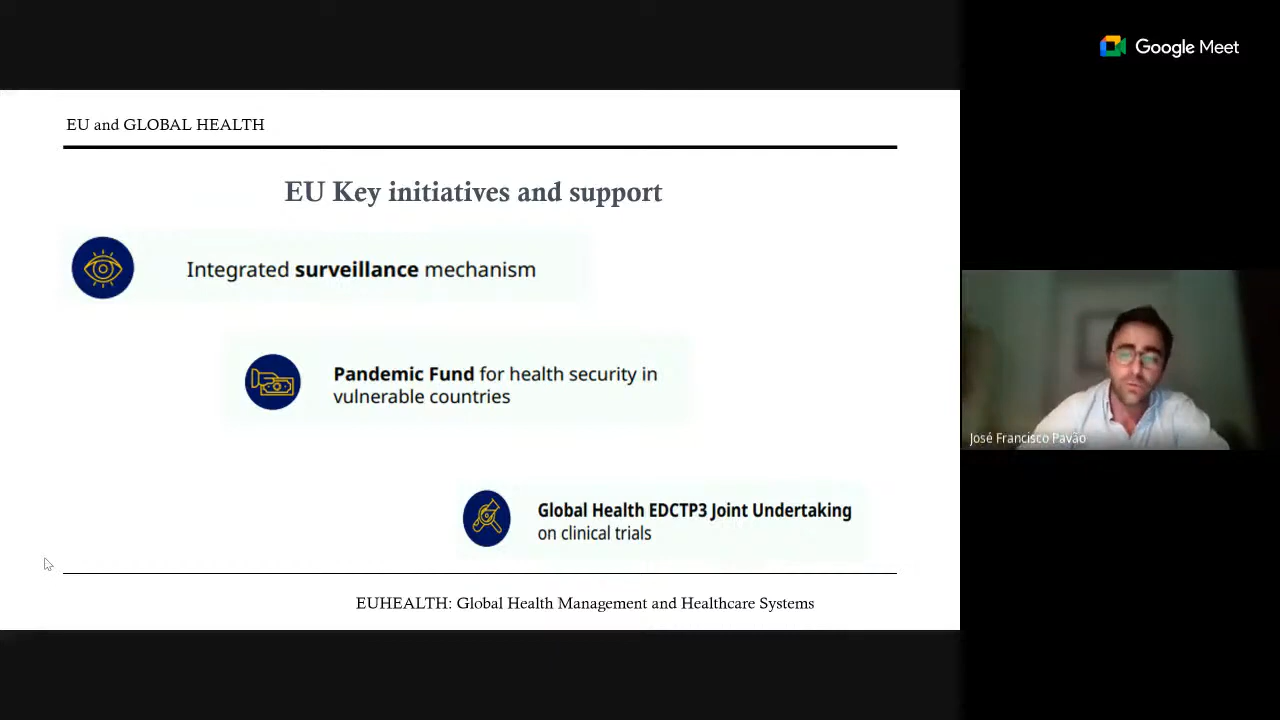 Google Meet
EU and GLOBAL HEALTH
EU Key initiatives and support
Integrated surveillance mechanism
Pandemic Fund for health security in
vulnerable countries
Global Health EDCTP3 Joint Undertaking
on clinical trials
EUHEALTH: Global Health Management and Healthcare Systems
José Francisco Pavão